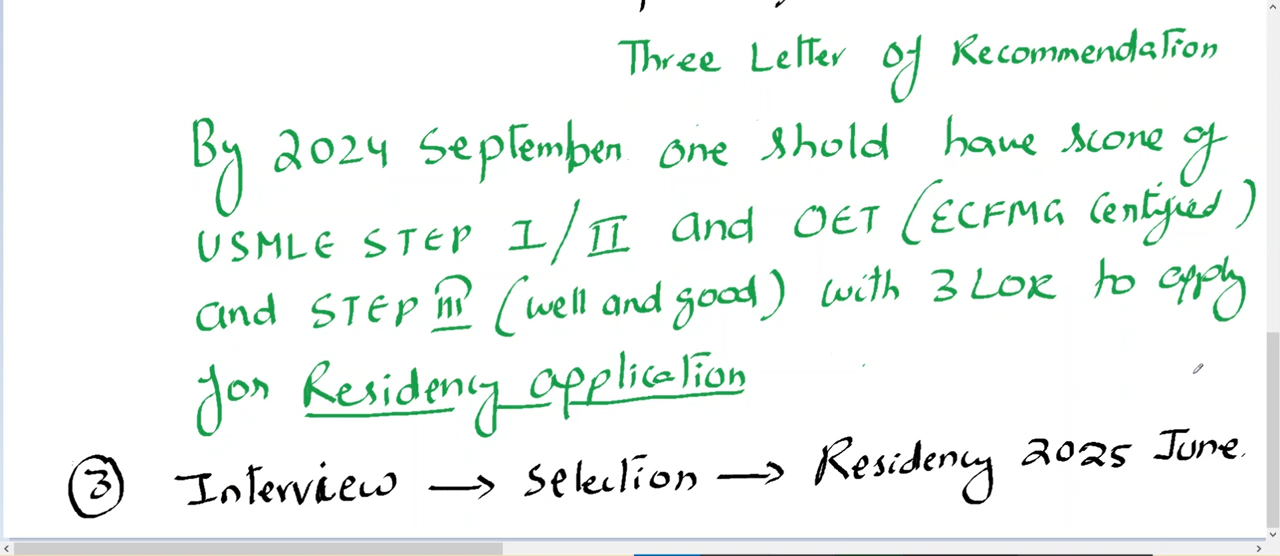 Three Letter of Recommendation
By 2024 September one shold have score of
USMLE STEP I/II and OET (ECFMG Certified)
and STEP III (well and good) with 3 LOR to apply
for Residency application
③ Interview → Selection → Residency 2025 June.